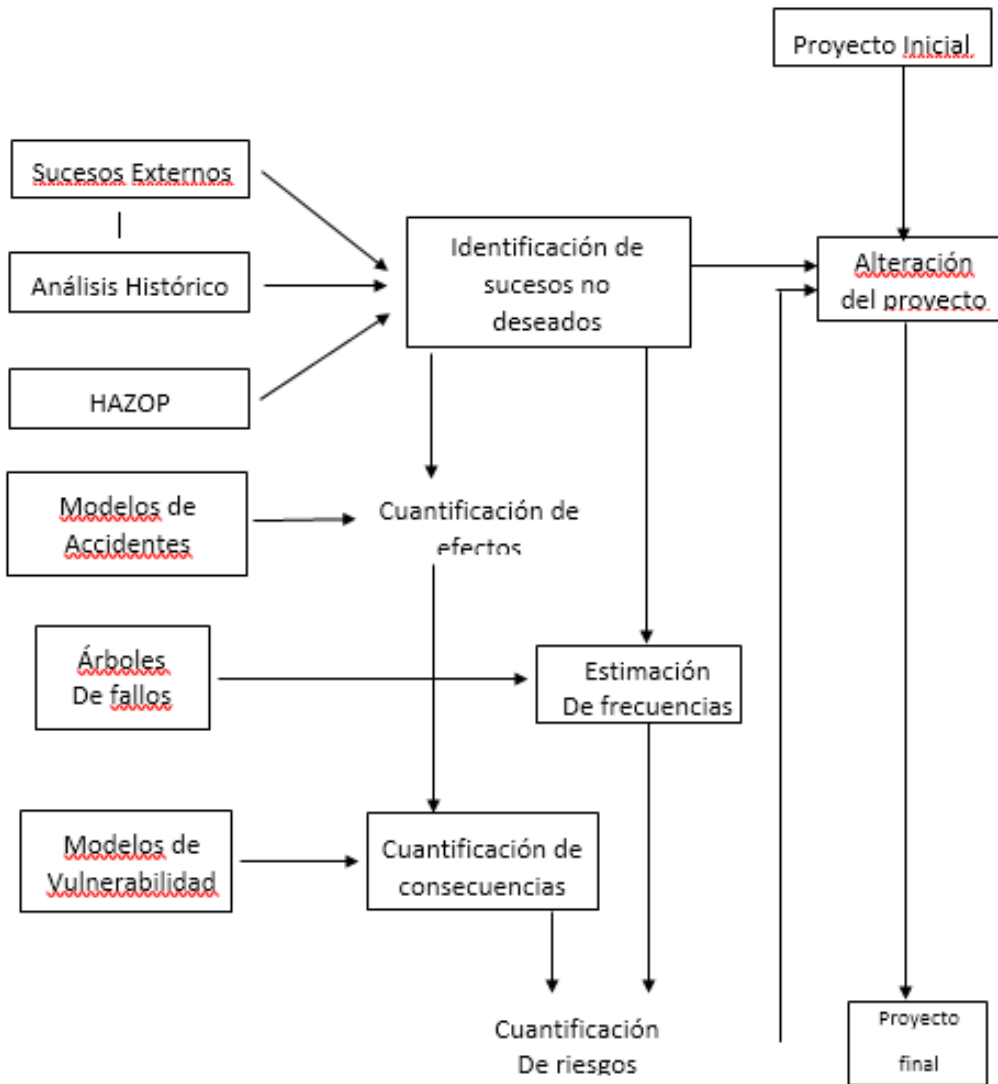 Proyecto Inicial
Sucesos Externos
Análisis Histórico
HAZOP
Identificación de
sucesos no
deseados
Alteración
del proyecto
Modelos de
Accidentes
Cuantificación de
efectos
Árboles
De fallos
Estimación
De frecuencias
Modelos de
Vulnerabilidad
Cuantificación de
consecuencias
Cuantificación
De riesgos
Proyecto
final